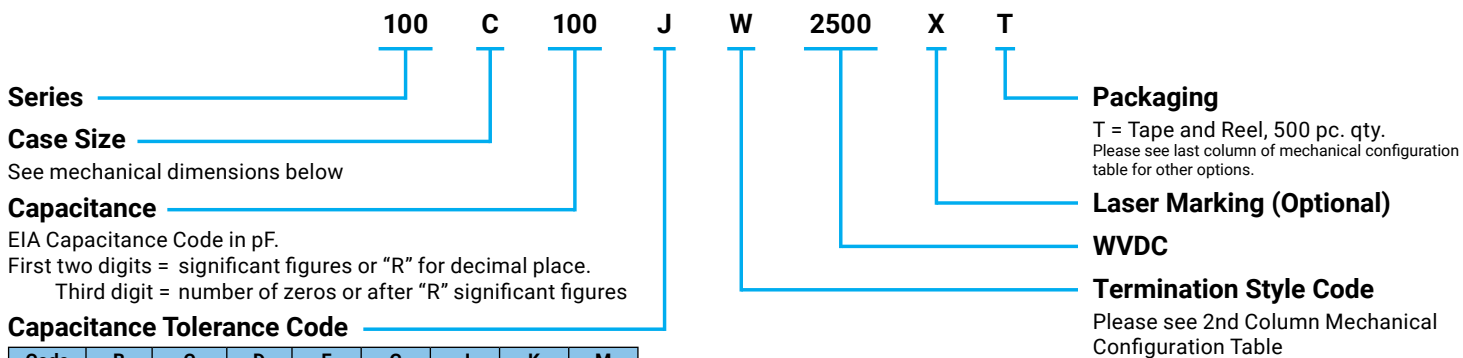 100 C 100 J W 2500 X T
Series
Case Size
See mechanical dimensions below
Capacitance
EIA Capacitance Code in pF.
First two digits = significant figures or “R” for decimal place.
Third digit = number of zeros or after “R” significant figures
Capacitance Tolerance Code
Packaging
T = Tape and Reel, 500 pc. qty.
Please see last column of mechanical configuration
table for other options.
Laser Marking (Optional)
WVDC
Termination Style Code
Please see 2nd Column Mechanical
Configuration Table